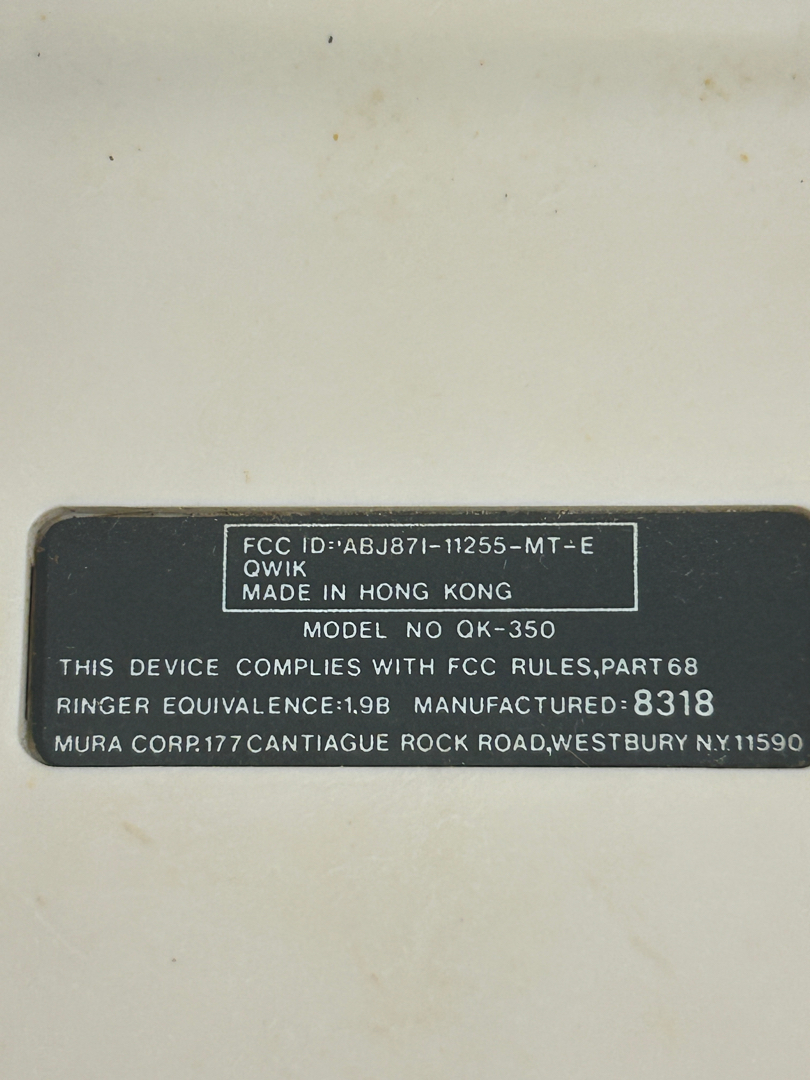 FCC ID: ABJ87I-11255-MT-E
QWIK
MADE IN HONG KONG
MODEL NO QK-350
THIS DEVICE COMPLIES WITH FCC RULES,PART 68
RINGER EQUIVALENCE:1.9B MANUFACTURED: 8318
MURA CORP. 177 CANTIAGUE ROCK ROAD,WESTBURY N.Y. 11590